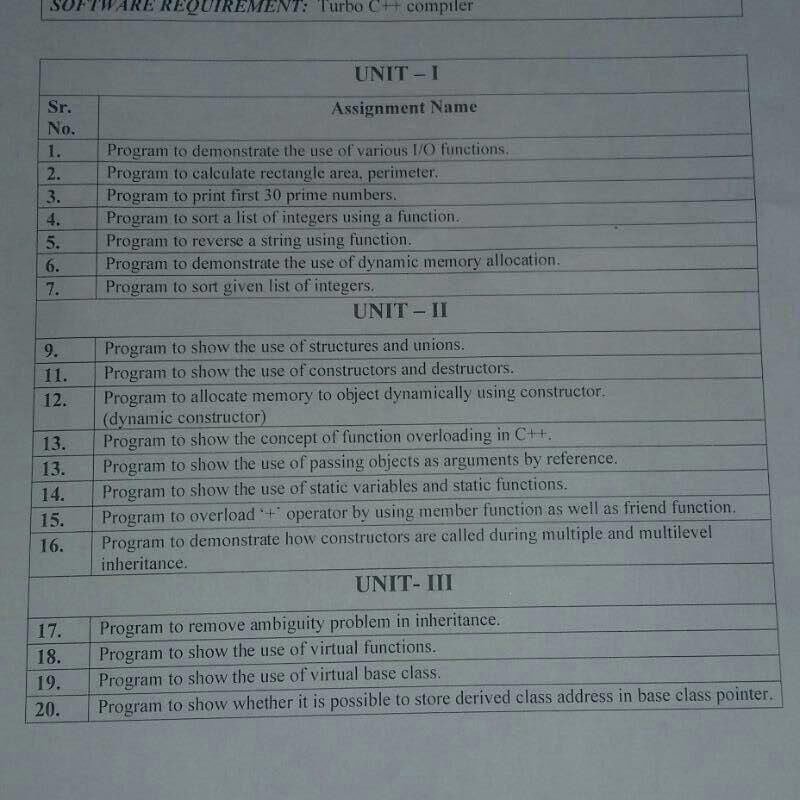 SOFTWARE REQUIREMENT: Turbo C++ compiler
UNIT – I
Sr. No. Assignment Name
1. Program to demonstrate the use of various I/O functions.
2. Program to calculate rectangle area, perimeter.
3. Program to print first 30 prime numbers.
4. Program to sort a list of integers using a function.
5. Program to reverse a string using function.
6. Program to demonstrate the use of dynamic memory allocation.
7. Program to sort given list of integers.
UNIT – II
9. Program to show the use of structures and unions.
11. Program to show the use of constructors and destructors.
12. Program to allocate memory to object dynamically using constructor.
(dynamic constructor)
13. Program to show the concept of function overloading in C++.
13. Program to show the use of passing objects as arguments by reference.
14. Program to show the use of static variables and static functions.
15. Program to overload ‘+’ operator by using member function as well as friend function.
16. Program to demonstrate how constructors are called during multiple and multilevel
inheritance.
UNIT- III
17. Program to remove ambiguity problem in inheritance.
18. Program to show the use of virtual functions.
19. Program to show the use of virtual base class.
20. Program to show whether it is possible to store derived class address in base class pointer.